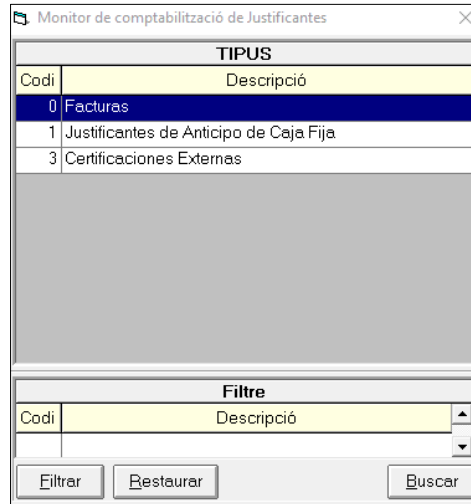 Monitor de comptabilització de Justificantes
TIPUS
Codi Descripció
0 Facturas
1 Justificantes de Anticipo de Caja Fija
3 Certificaciones Externas
Filtre
Codi Descripció
Filtrar Restaurar Buscar